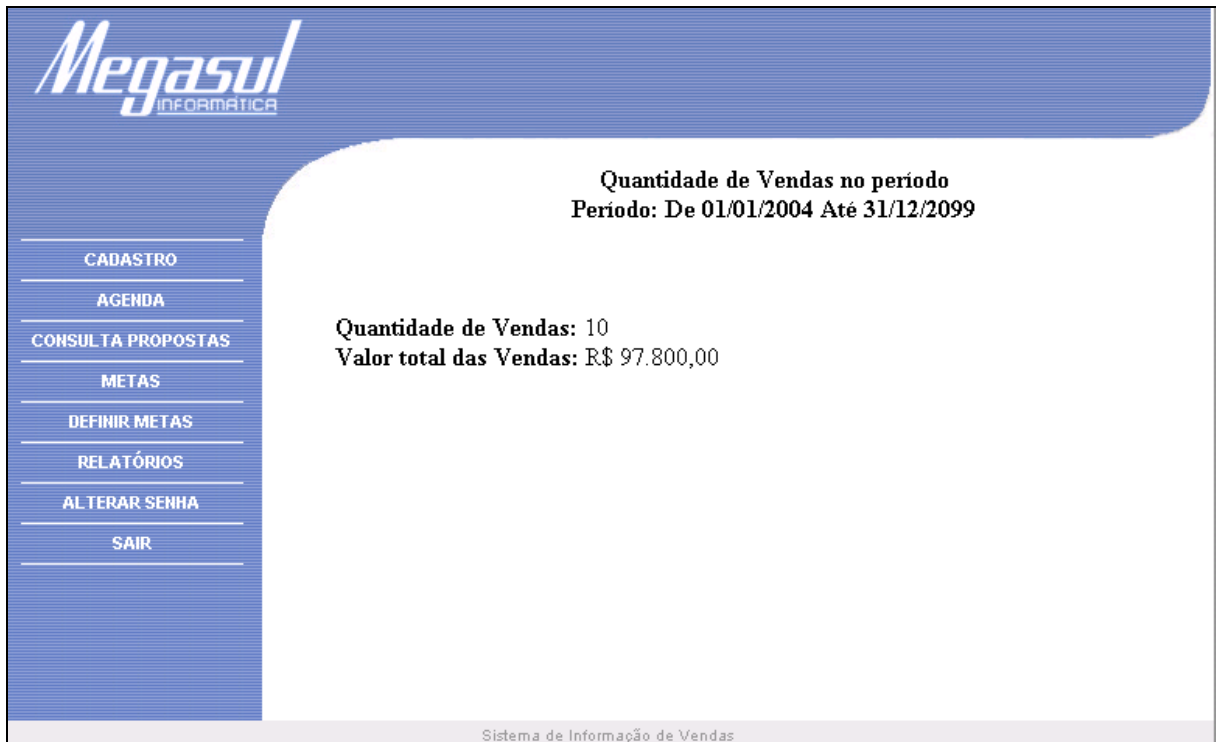 Megasul
INFORMÁTICA
Quantidade de Vendas no período
Período: De 01/01/2004 Até 31/12/2099
CADASTRO
AGENDA
CONSULTA PROPOSTAS
METAS
DEFINIR METAS
RELATÓRIOS
ALTERAR SENHA
SAIR
Quantidade de Vendas: 10
Valor total das Vendas: R$ 97.800,00
Sistema de Informação de Vendas